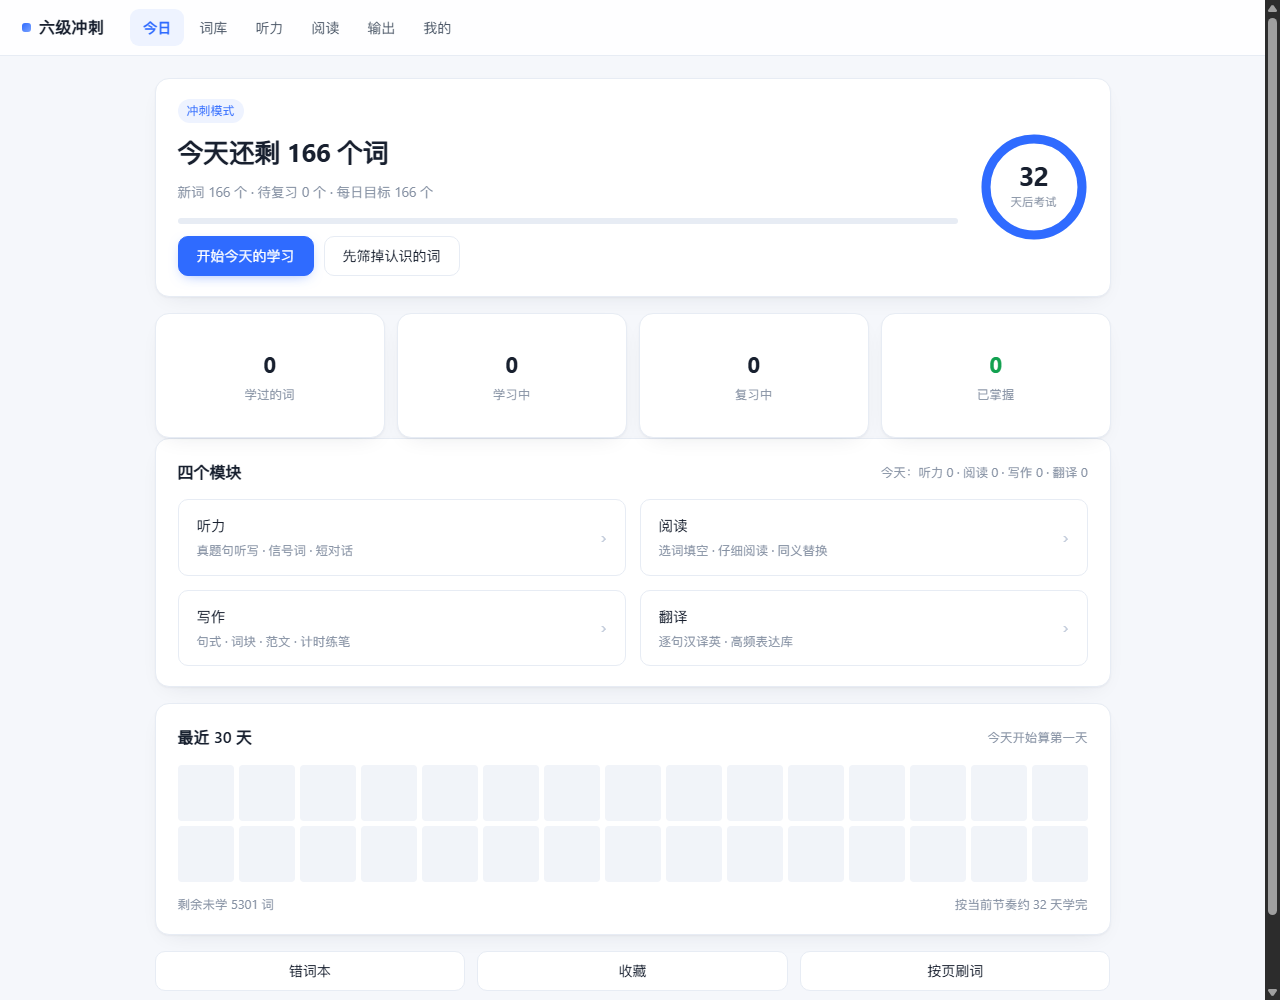 六级冲刺 今日 词库 听力 阅读 输出 我的
冲刺模式
今天还剩 166 个词
新词 166 个 · 待复习 0 个 · 每日目标 166 个
32
天后考试
开始今天的学习 先筛掉认识的词
0 0 0 0
学过的词 学习中 复习中 已掌握
四个模块 今天：听力 0 · 阅读 0 · 写作 0 · 翻译 0
听力
真题句听写 · 信号词 · 短对话 ›
阅读
选词填空 · 仔细阅读 · 同义替换 ›
写作
句式 · 词块 · 范文 · 计时练笔 ›
翻译
逐句汉译英 · 高频表达库 ›
最近 30 天 今天开始算第一天
剩余未学 5301 词 按当前节奏约 32 天学完
错词本 收藏 按页刷词